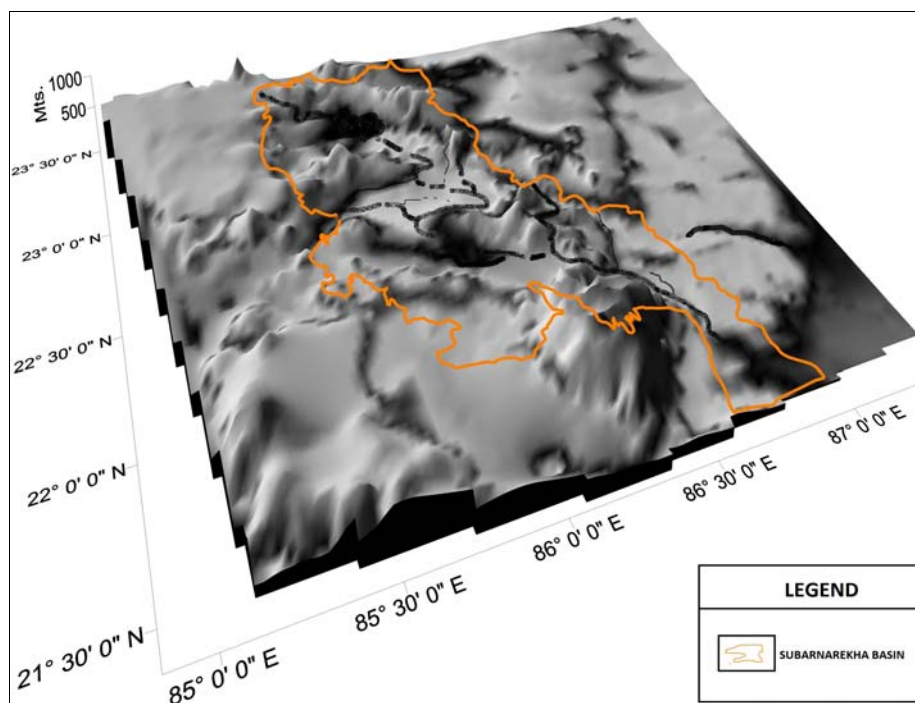 Mts.
1000
500
23° 30' 0" N
23° 0' 0" N
22° 30' 0" N
22° 0' 0" N
21° 30' 0" N
85° 0' 0" E
85° 30' 0" E
86° 0' 0" E
86° 30' 0" E
87° 0' 0" E
LEGEND
SUBARNAREKHA BASIN